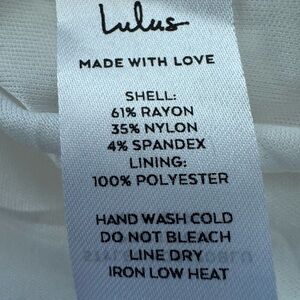 Lulus
MADE WITH LOVE
SHELL:
61% RAYON
35% NYLON
4% SPANDEX
LINING:
100% POLYESTER
HAND WASH COLD
DO NOT BLEACH
LINE DRY
IRON LOW HEAT